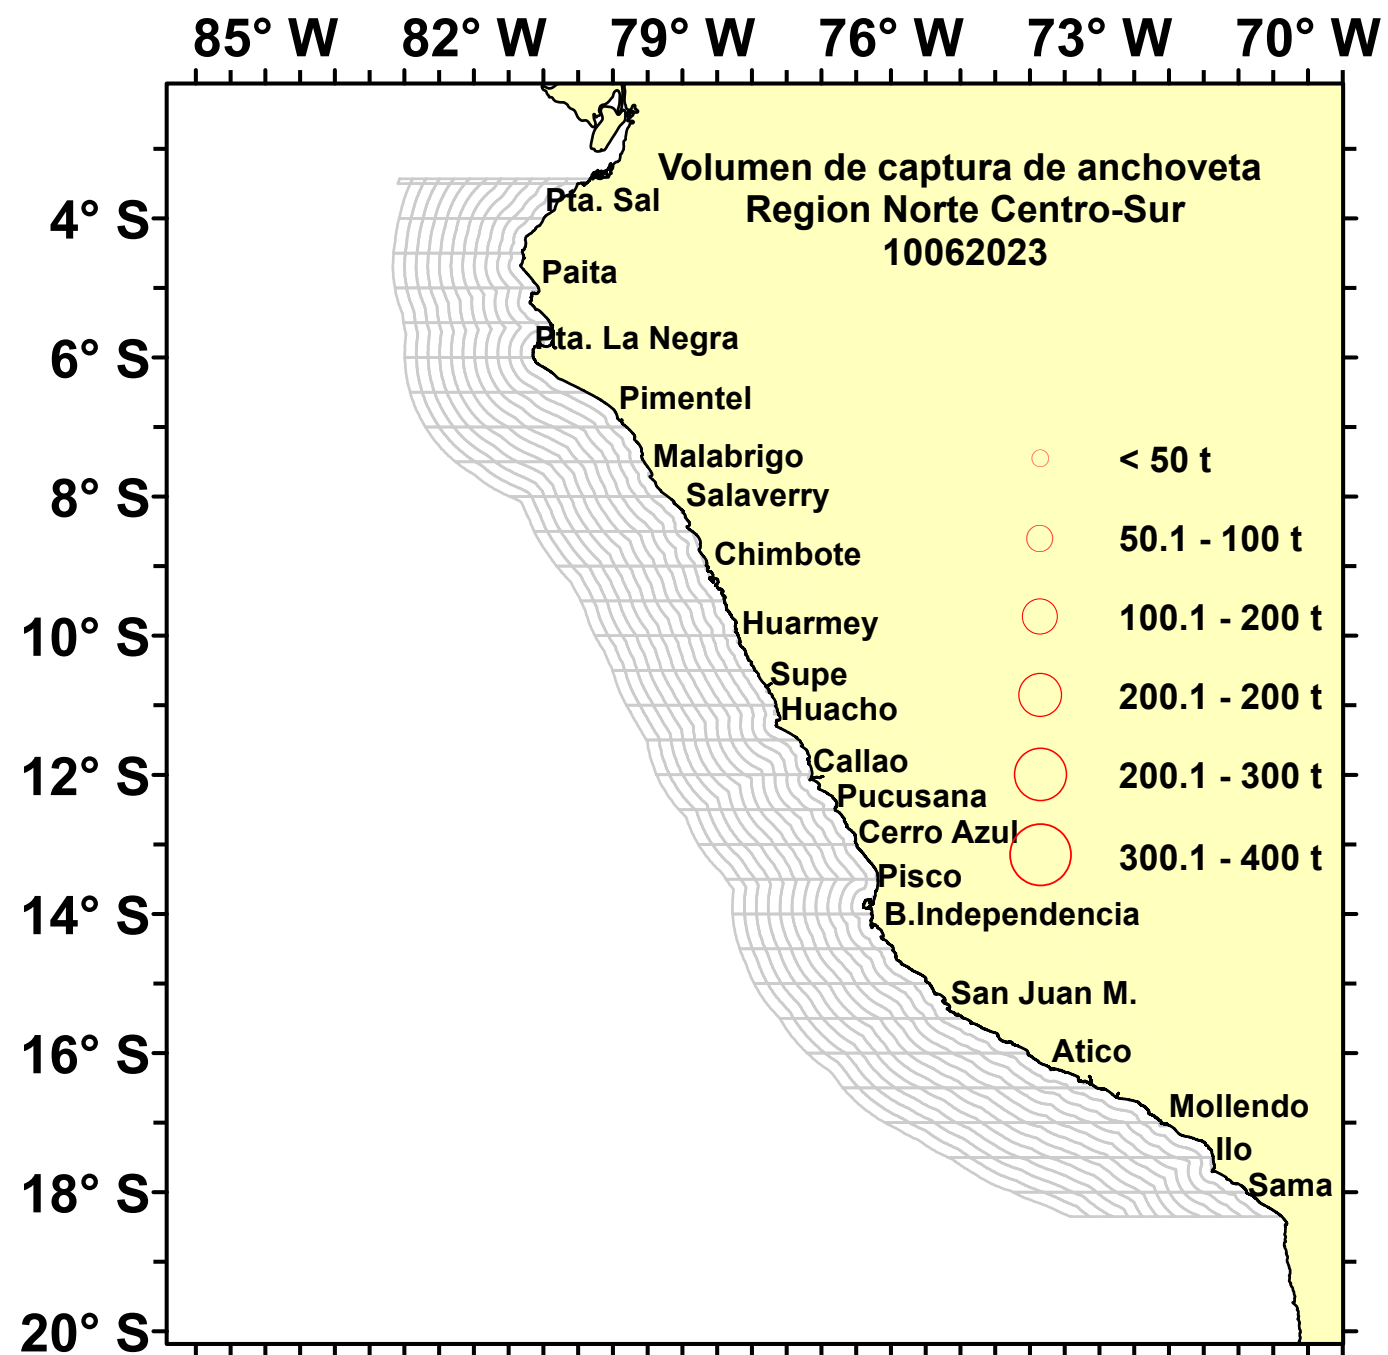 85° W 82° W 79° W 76° W 73° W 70° W
Volumen de captura de anchoveta
Region Norte Centro-Sur
10062023
4° S
6° S
8° S
10° S
12° S
14° S
16° S
18° S
20° S
Pta. Sal
Paita
Pta. La Negra
Pimentel
Malabrigo
Salaverry
Chimbote
Huarmey
Supe
Huacho
Callao
Pucusana
Cerro Azul
Pisco
B.Independencia
San Juan M.
Atico
Mollendo
Ilo
Sama
< 50 t
50.1 - 100 t
100.1 - 200 t
200.1 - 200 t
200.1 - 300 t
300.1 - 400 t